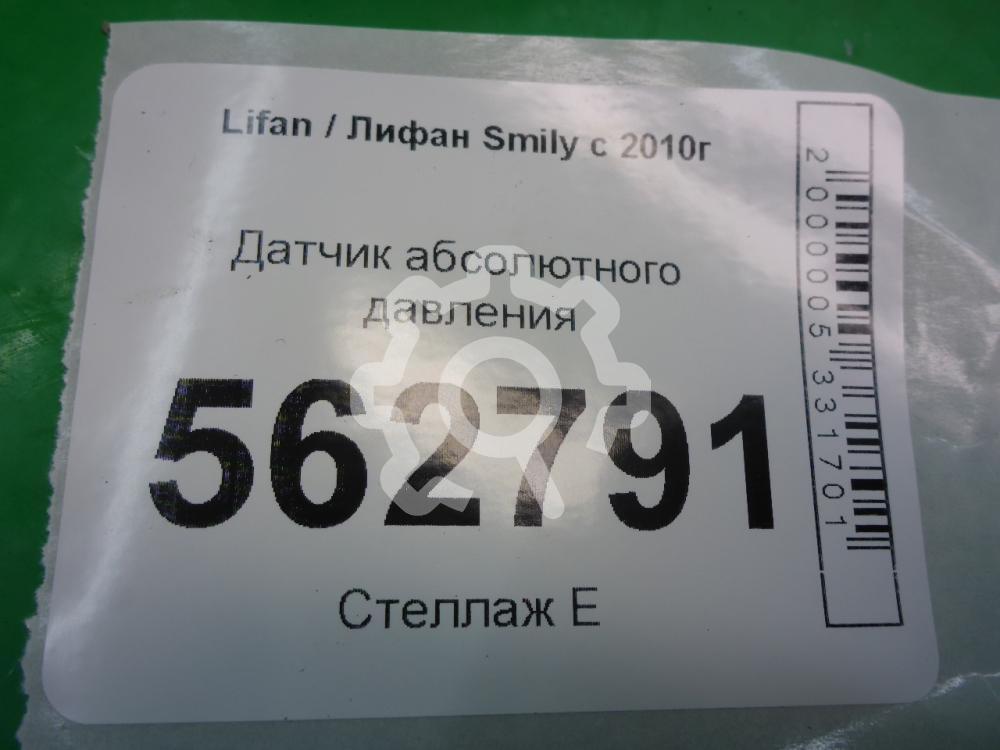 Lifan / Лифан Smily с 2010г
Датчик абсолютного
давления
562791
Стеллаж Е
2000005331701